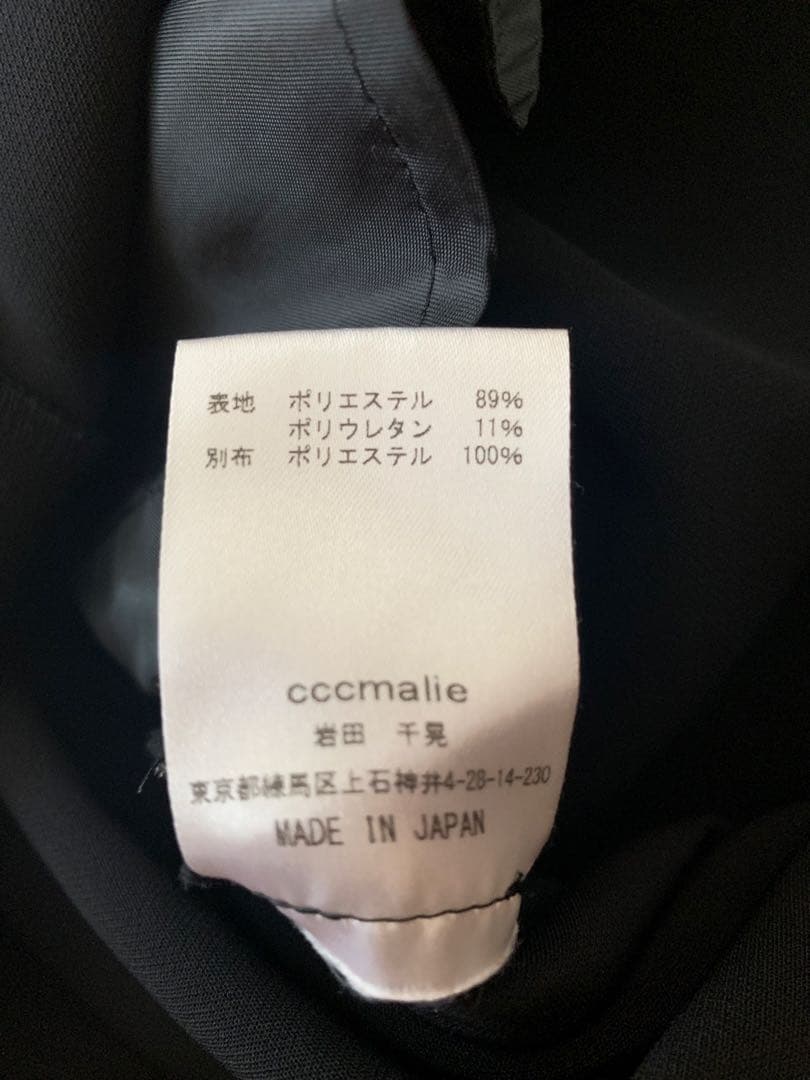 表地 ポリエステル 89%
ポリウレタン 11%
別布 ポリエステル 100%
cccmalie
岩田 千晃
東京都練馬区上石神井4-28-14-230
MADE IN JAPAN